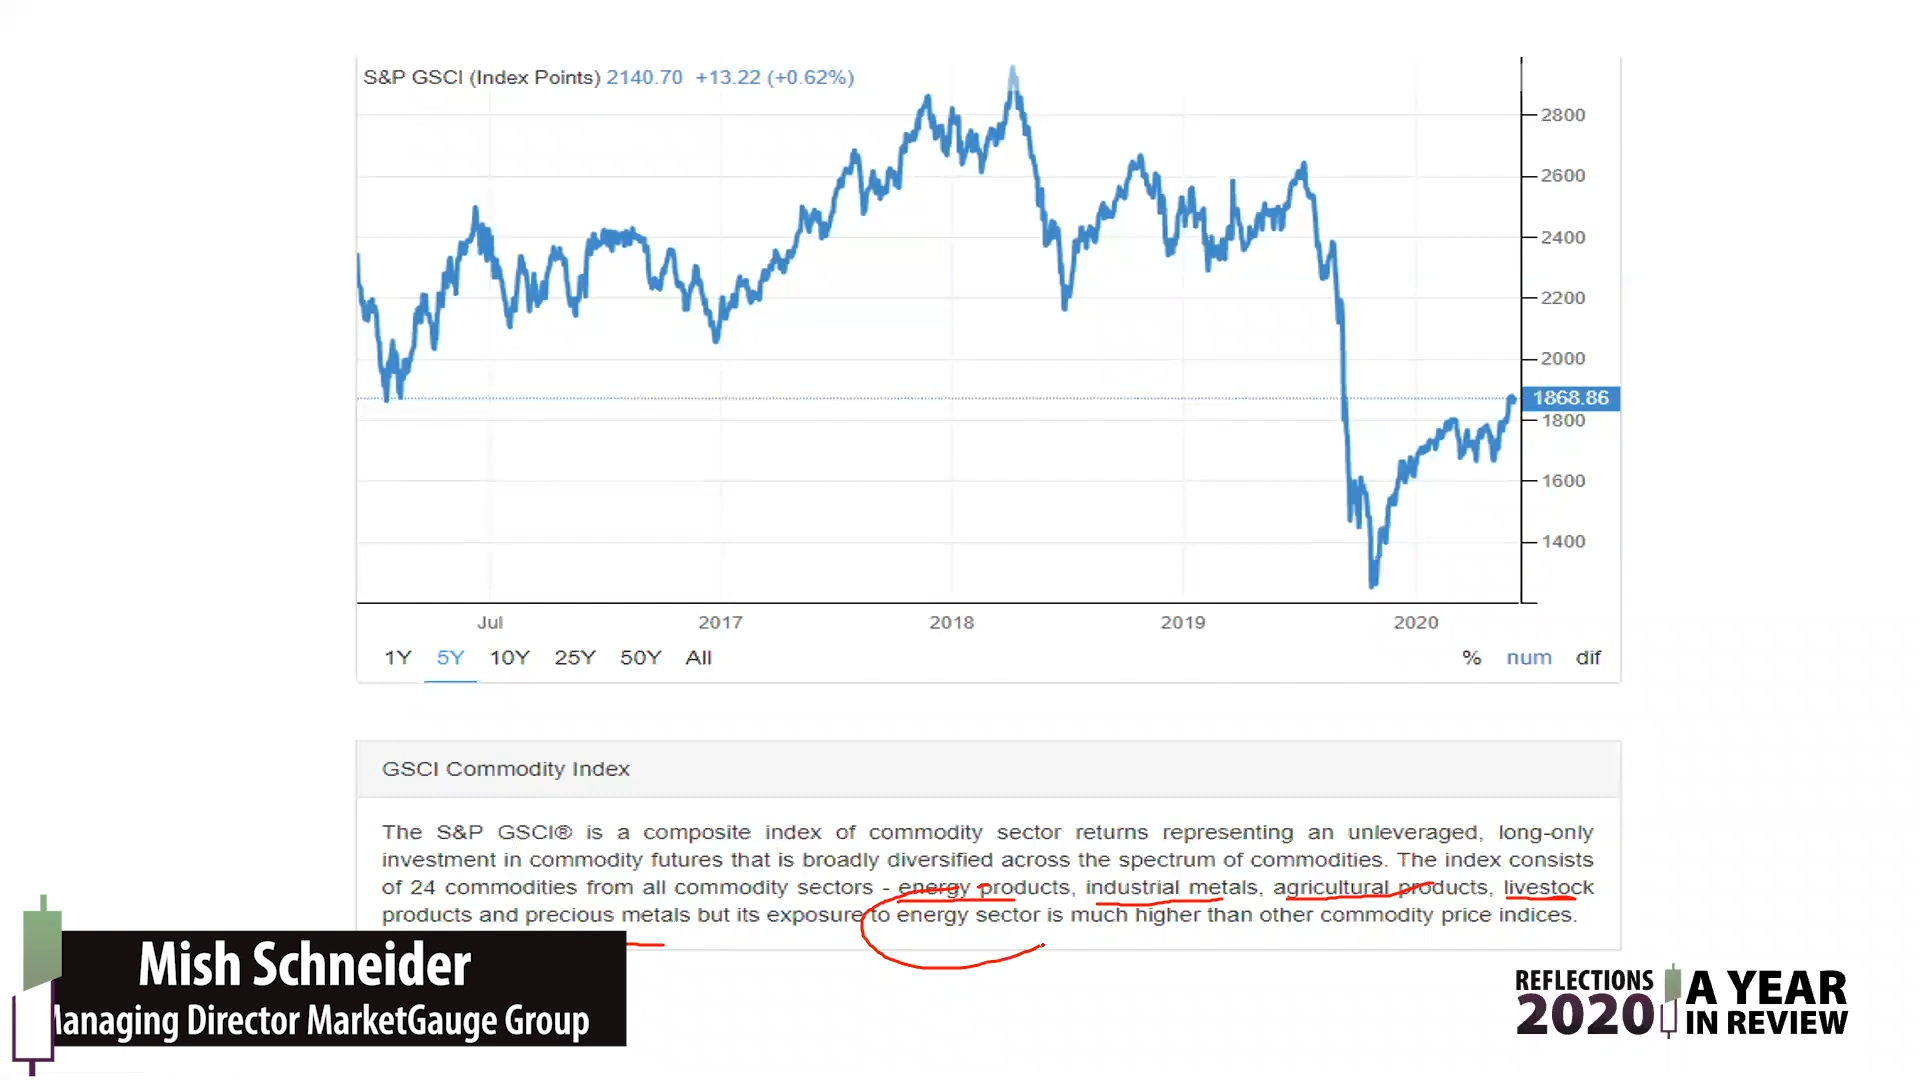 S&P GSCI (Index Points) 2140.70 +13.22 (+0.62%)
2800
2600
2400
2200
2000
1868.86
1800
1600
1400
Jul 2017 2018 2019 2020
1Y 5Y 10Y 25Y 50Y All % num dif
GSCI Commodity Index
The S&P GSCI® is a composite index of commodity sector returns representing an unleveraged, long-only
investment in commodity futures that is broadly diversified across the spectrum of commodities. The index consists
of 24 commodities from all commodity sectors - energy products, industrial metals, agricultural products, livestock
products and precious metals but its exposure to energy sector is much higher than other commodity price indices.
Mish Schneider
Managing Director MarketGauge Group
REFLECTIONS
2020
A YEAR
IN REVIEW